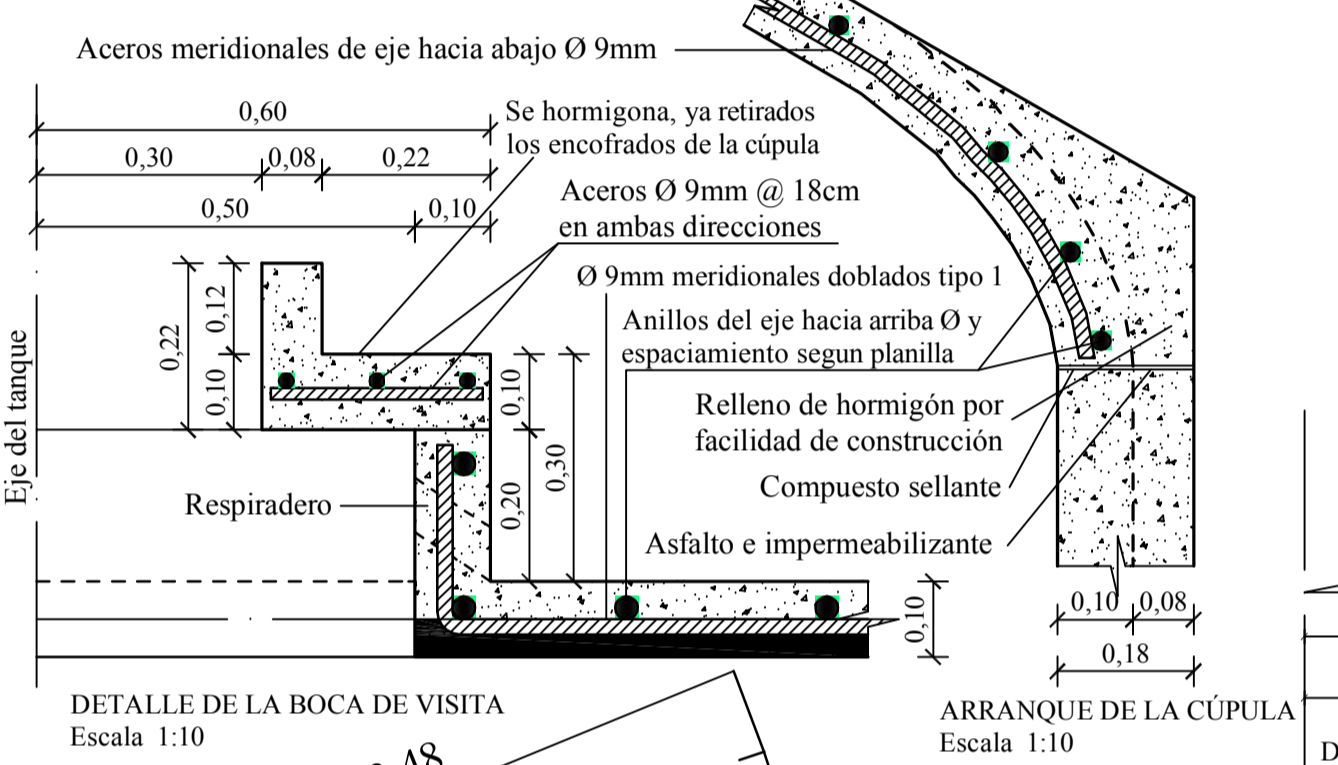 Aceros meridionales de eje hacia abajo Ø 9mm
0,60
0,30
0,08
0,22
0,50
0,10
Se hormigona, ya retirados
los encofrados de la cúpula
Aceros Ø 9mm @ 18cm
en ambas direcciones
Ø 9mm meridionales doblados tipo 1
Anillos del eje hacia arriba Ø y
espaciamiento segun planilla
0,22
0,12
0,10
0,10
0,30
0,20
Eje del tanque
Relleno de hormigón por
facilidad de construcción
Compuesto sellante
Respiradero
Asfalto e impermeabilizante
0,10
0,10
0,08
0,18
DETALLE DE LA BOCA DE VISITA
Escala 1:10
ARRANQUE DE LA CÚPULA
Escala 1:10
D